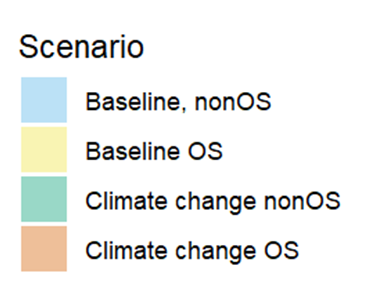 Scenario
Baseline, nonOS
Baseline OS
Climate change nonOS
Climate change OS